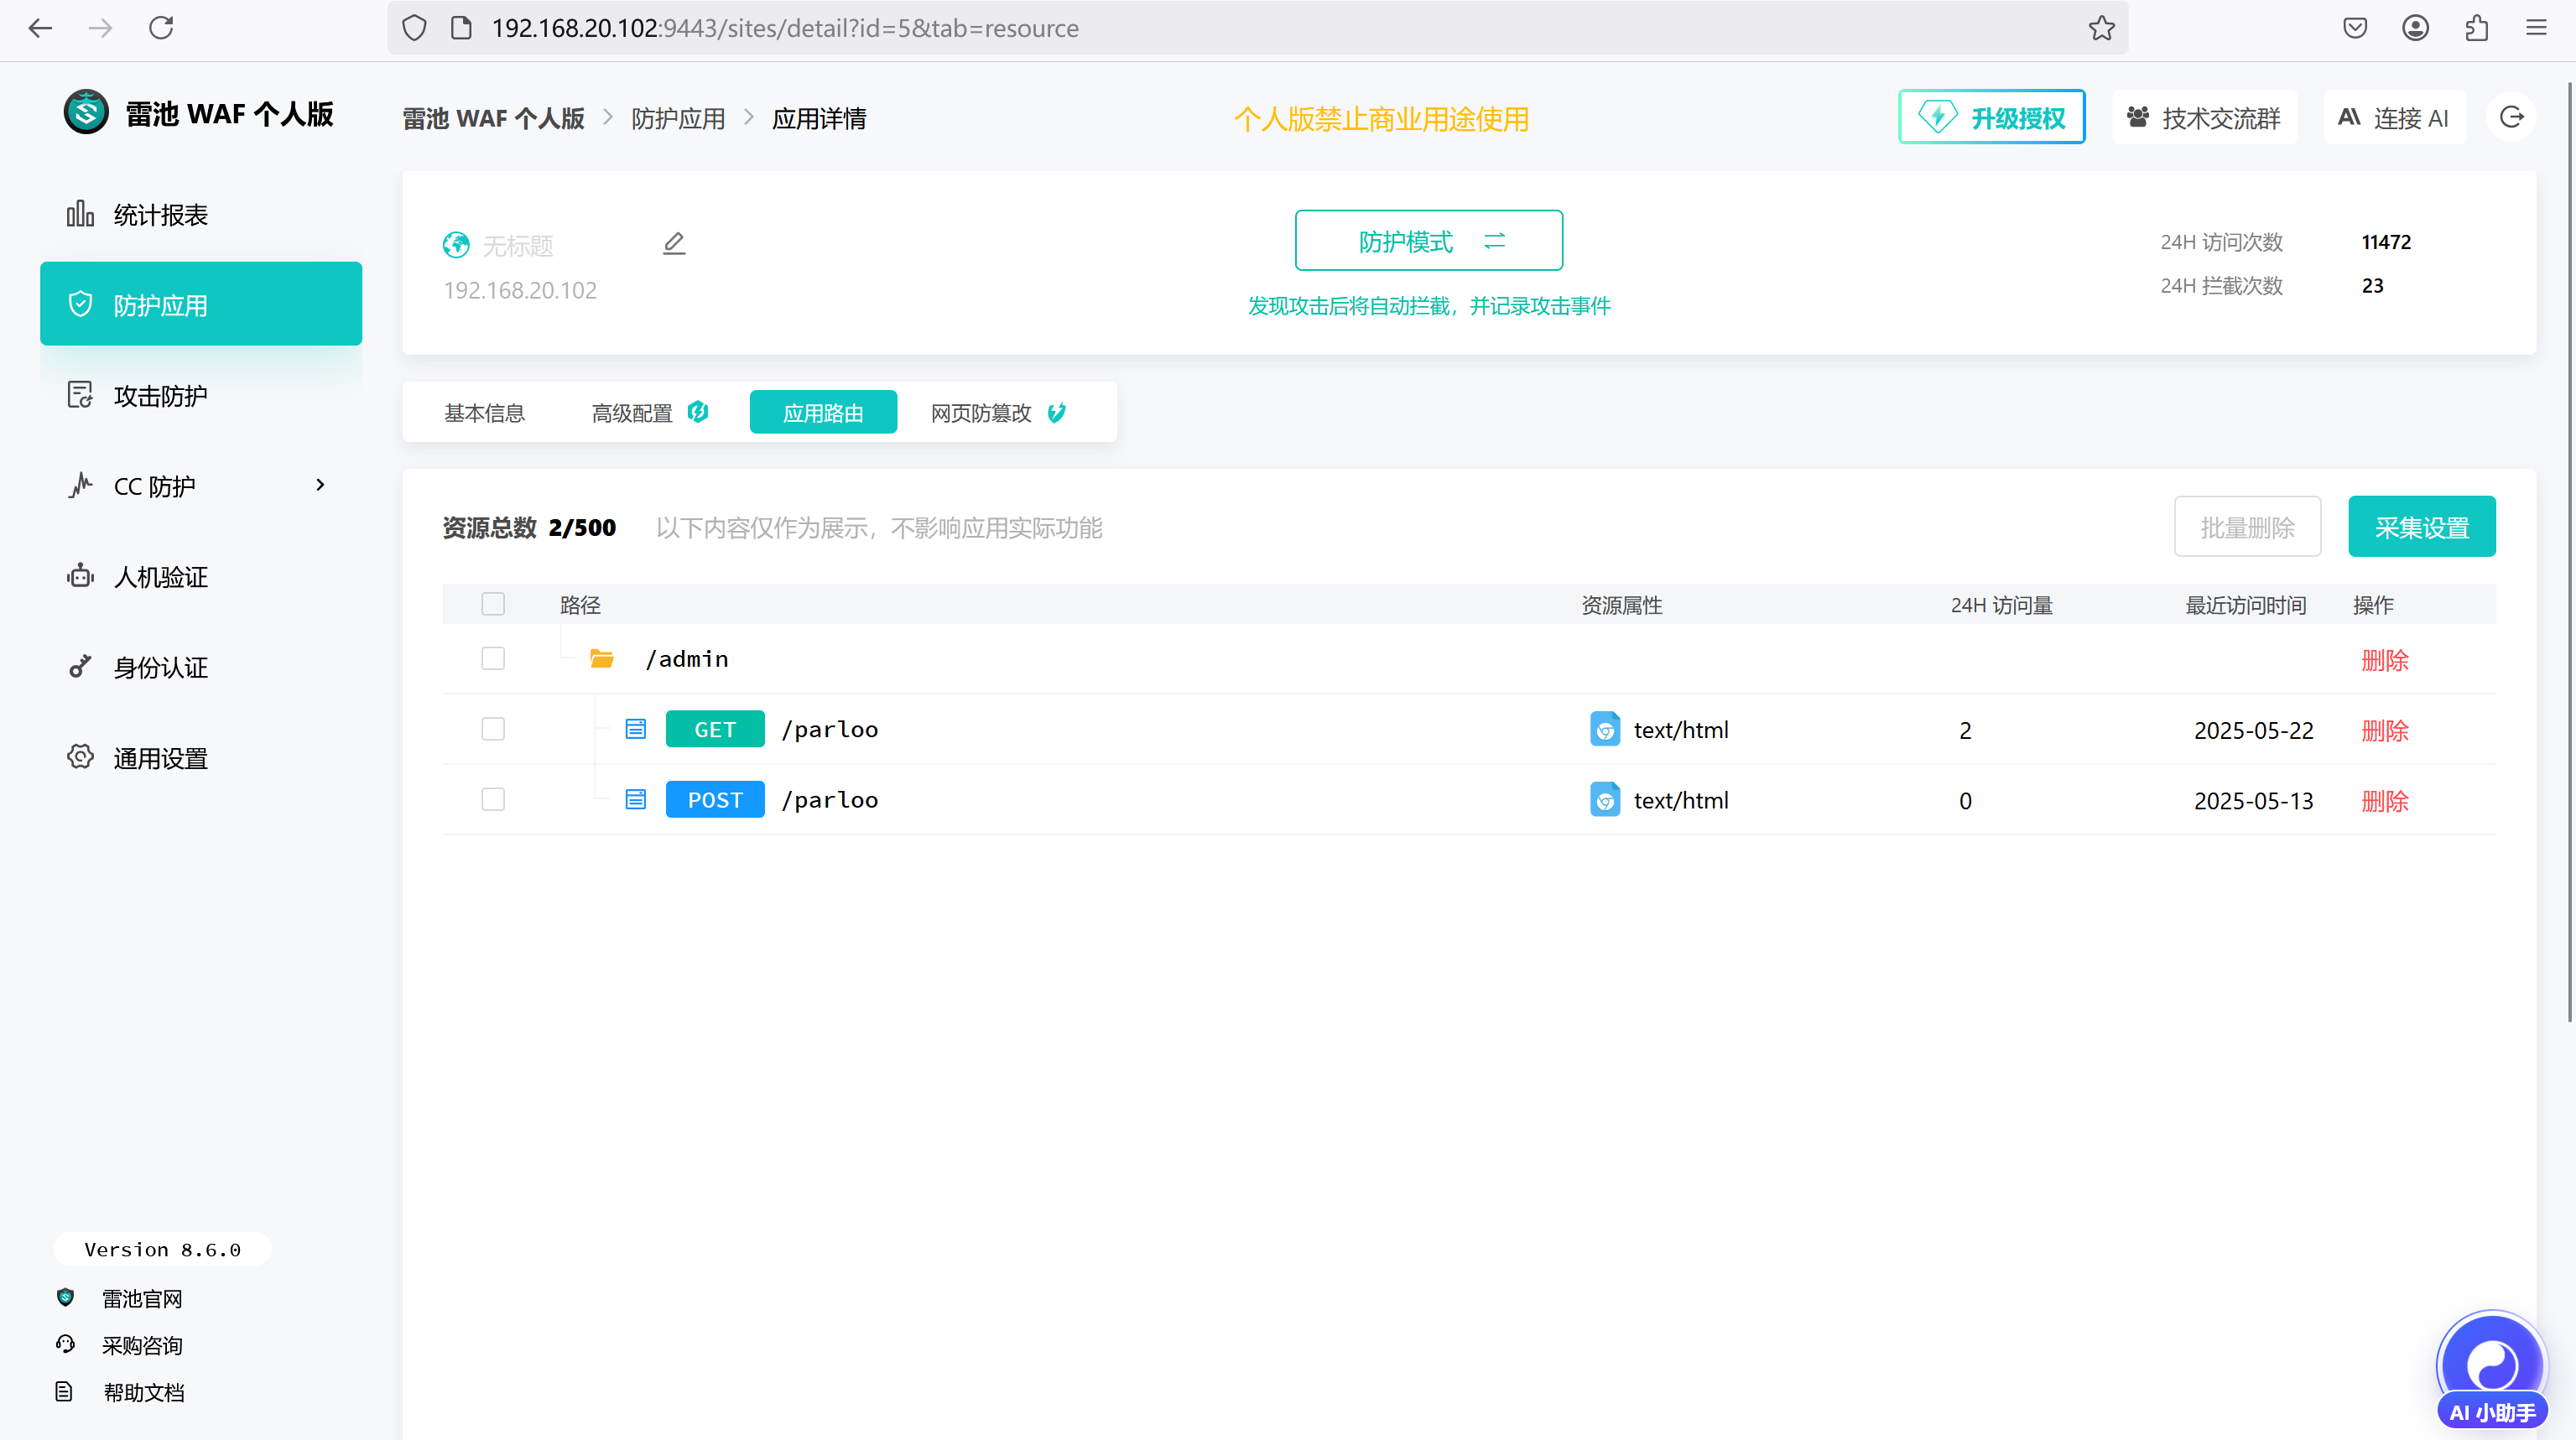 192.168.20.102:9443/sites/detail?id=5&tab=resource
雷池 WAF 个人版
雷池 WAF 个人版 > 防护应用 > 应用详情
个人版禁止商业用途使用
升级授权
技术交流群
连接 AI
统计报表
防护应用
攻击防护
CC 防护
人机验证
身份认证
通用设置
无标题
192.168.20.102
防护模式
发现攻击后将自动拦截，并记录攻击事件
24H 访问次数 11472
24H 拦截次数 23
基本信息 高级配置 应用路由 网页防篡改
资源总数 2/500 以下内容仅作为展示，不影响应用实际功能
批量删除 采集设置
路径 资源属性 24H 访问量 最近访问时间 操作
/admin 删除
GET /parloo text/html 2 2025-05-22 删除
POST /parloo text/html 0 2025-05-13 删除
Version 8.6.0
雷池官网
采购咨询
帮助文档
AI 小助手